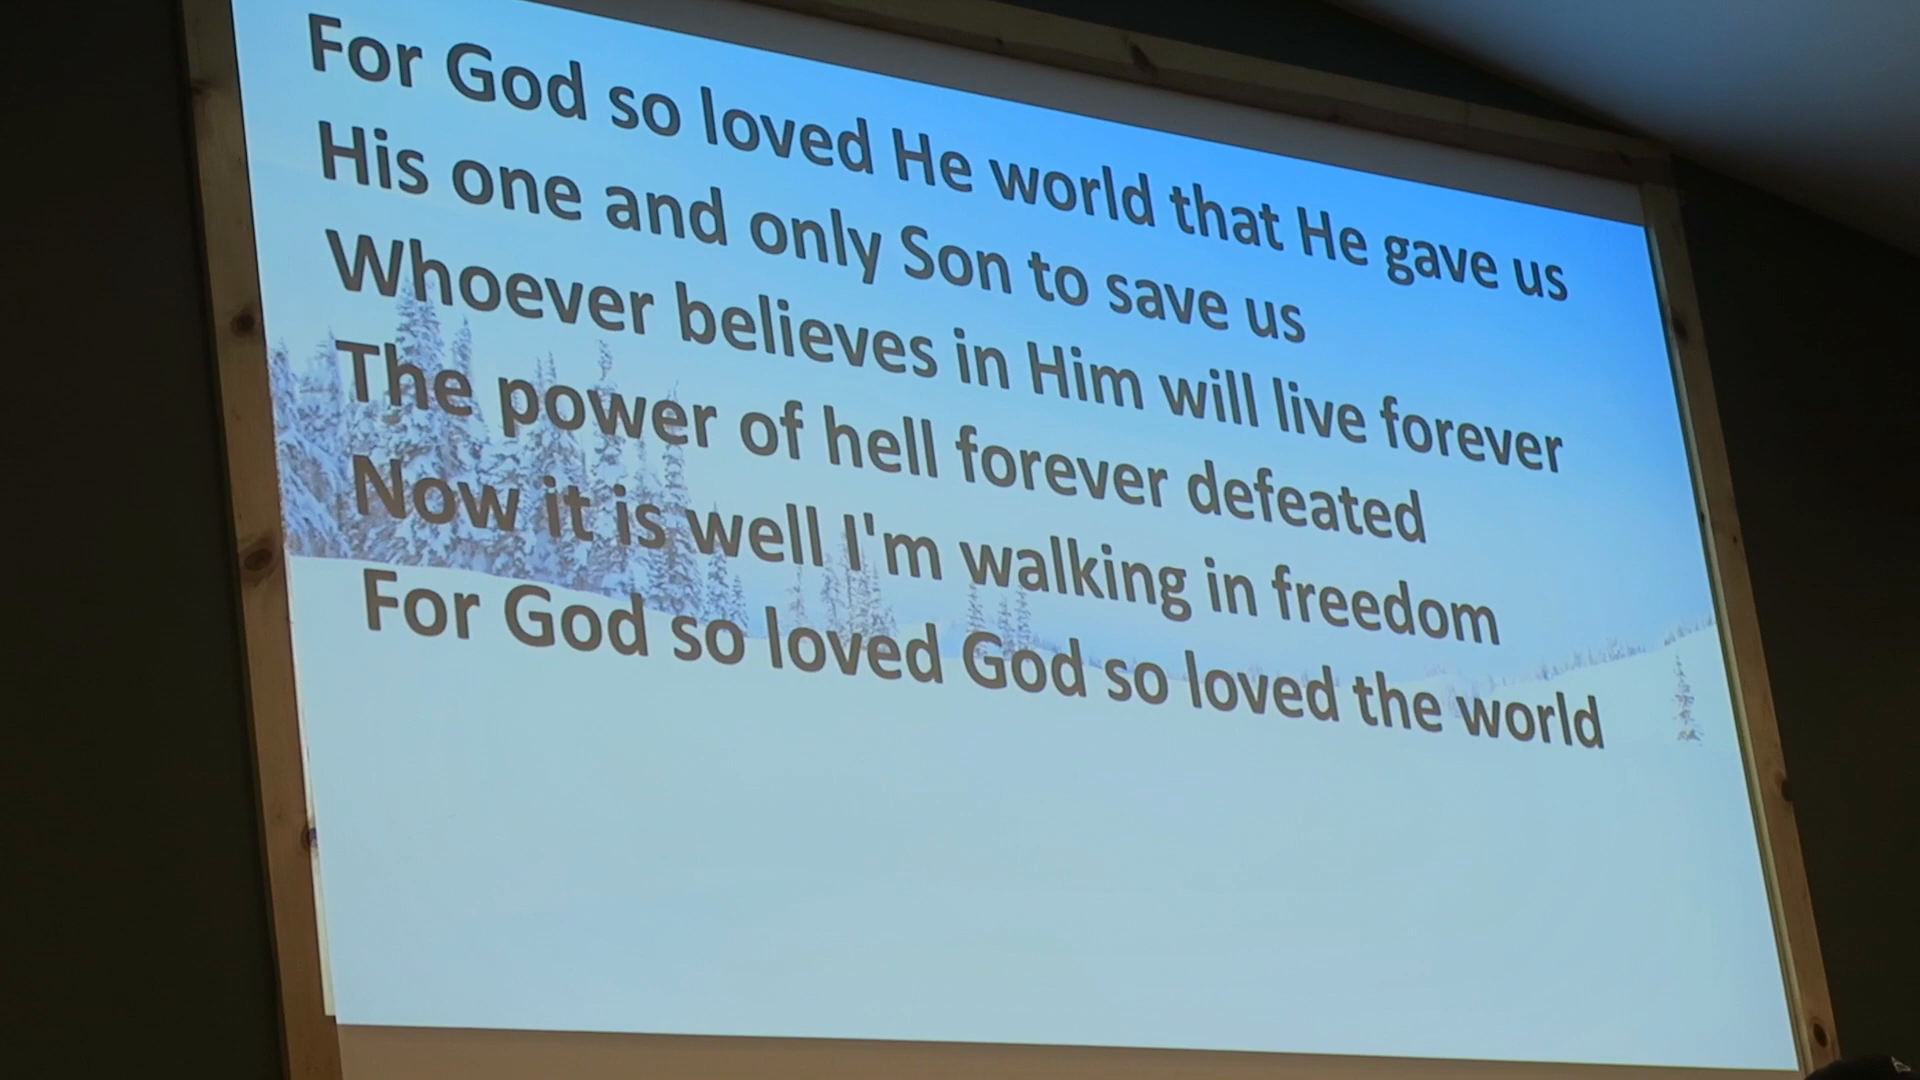 For God so loved He world that He gave us
His one and only Son to save us
Whoever believes in Him will live forever
The power of hell forever defeated
Now it is well I'm walking in freedom
For God so loved God so loved the world